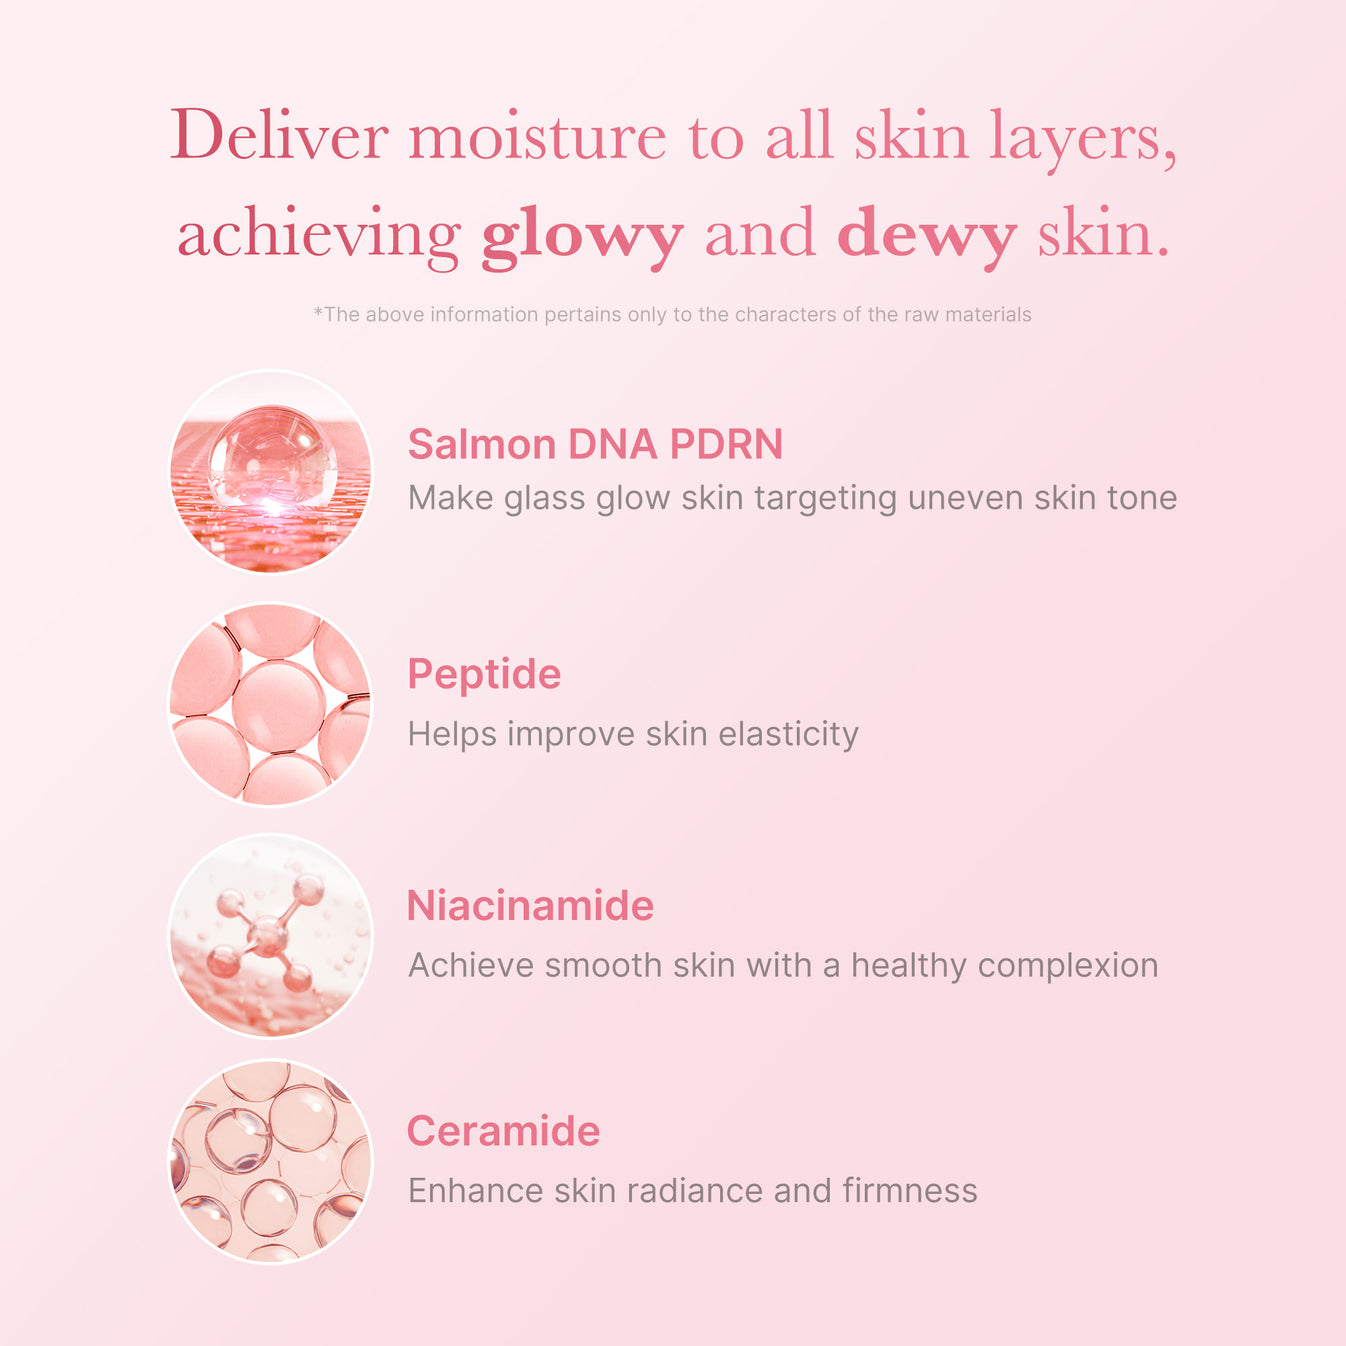 Deliver moisture to all skin layers,
achieving glowy and dewy skin.
*The above information pertains only to the characters of the raw materials
Salmon DNA PDRN
Make glass glow skin targeting uneven skin tone
Peptide
Helps improve skin elasticity
Niacinamide
Achieve smooth skin with a healthy complexion
Ceramide
Enhance skin radiance and firmness